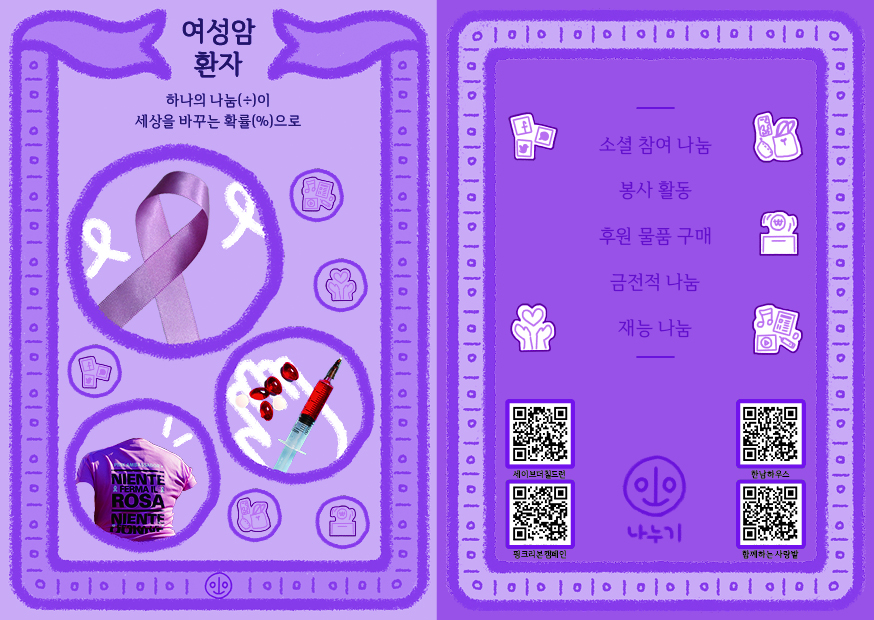 여성암
환자
하나의 나눔(÷)이
세상을 바꾸는 확률(%)으로
NIENTE
FERMA IL
ROSA
NIENTE
소셜 참여 나눔
봉사 활동
후원 물품 구매
금전적 나눔
재능 나눔
세이브더칠드런
한남하우스
핑크리본캠페인
함께하는 사랑밭
나누기